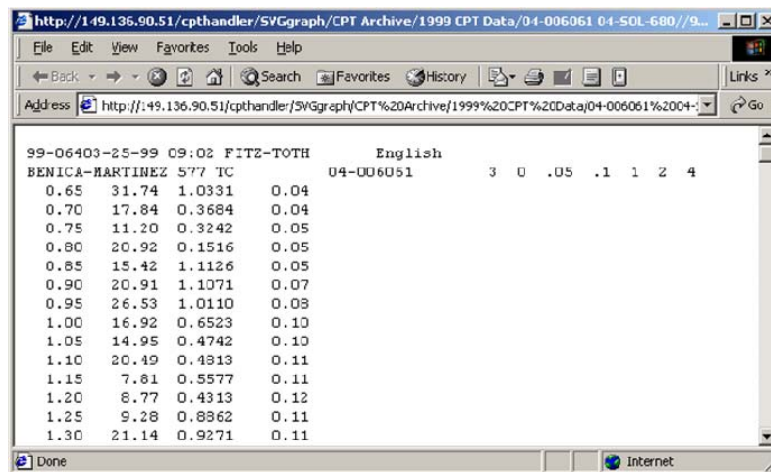 http://149.136.90.51/cpthandler/SVGgraph/CPT Archive/1999 CPT Data/04-006061 04-SOL-680//9...
File Edit View Favorites Tools Help
Back Search Favorites History Links »
Address http://149.136.90.51/cpthandler/SVGgraph/CPT%20Archive/1999%20CPT%20Data/04-006061%2004- Go
99-06403-25-99 09:02 FITZ-TOTH English
BENICA-MARTINEZ 577 TC 04-006061 3 0 .05 .1 1 2 4
0.65 31.74 1.0331 0.04
0.70 17.84 0.3684 0.04
0.75 11.20 0.3242 0.05
0.80 20.92 0.1516 0.05
0.85 15.42 1.1126 0.05
0.90 20.91 1.1071 0.07
0.95 26.53 1.0110 0.08
1.00 16.92 0.6523 0.10
1.05 14.95 0.4742 0.10
1.10 20.49 0.4813 0.11
1.15 7.81 0.5577 0.11
1.20 8.77 0.4313 0.12
1.25 9.28 0.8862 0.11
1.30 21.14 0.9271 0.11
Done Internet